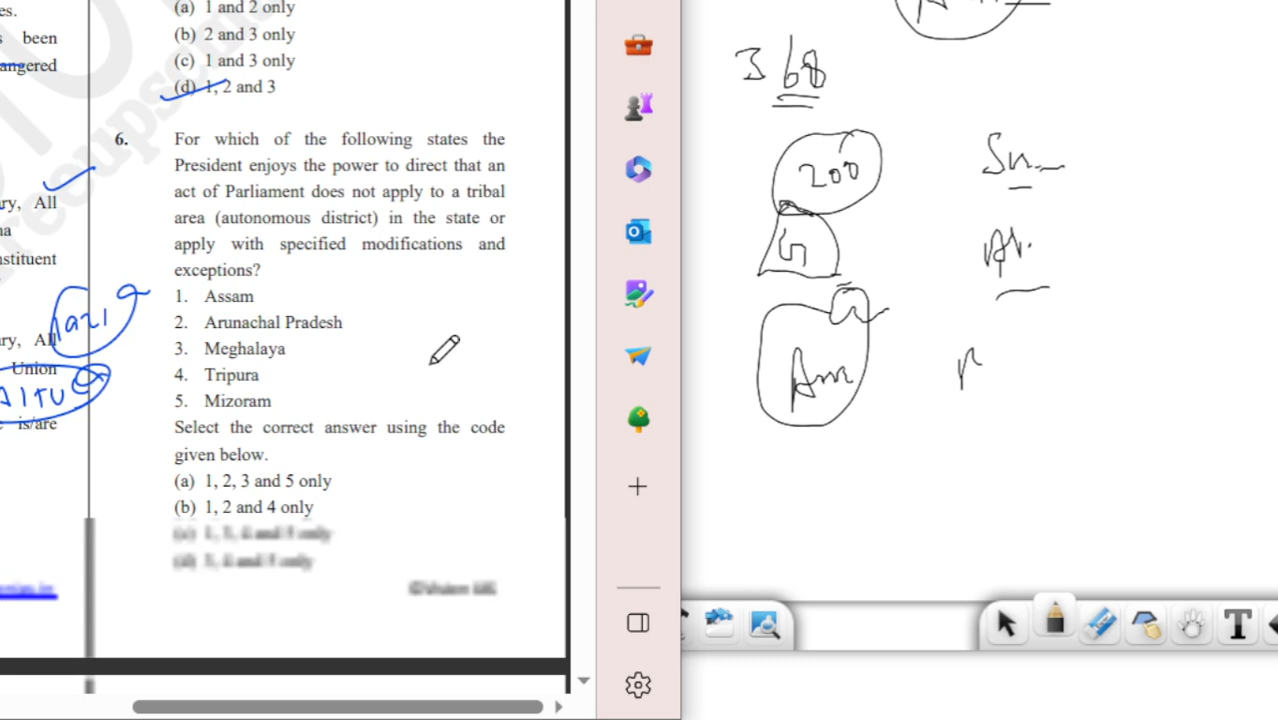 es.
s been
angered
ry, All
na
nstituent
1921
ry, All
Union
AITUC
e is/are
(a) 1 and 2 only
(b) 2 and 3 only
(c) 1 and 3 only
(d) 1, 2 and 3
6. For which of the following states the
President enjoys the power to direct that an
act of Parliament does not apply to a tribal
area (autonomous district) in the state or
apply with specified modifications and
exceptions?
1. Assam
2. Arunachal Pradesh
3. Meghalaya
4. Tripura
5. Mizoram
Select the correct answer using the code
given below.
(a) 1, 2, 3 and 5 only
(b) 1, 2 and 4 only
368
200
G
T